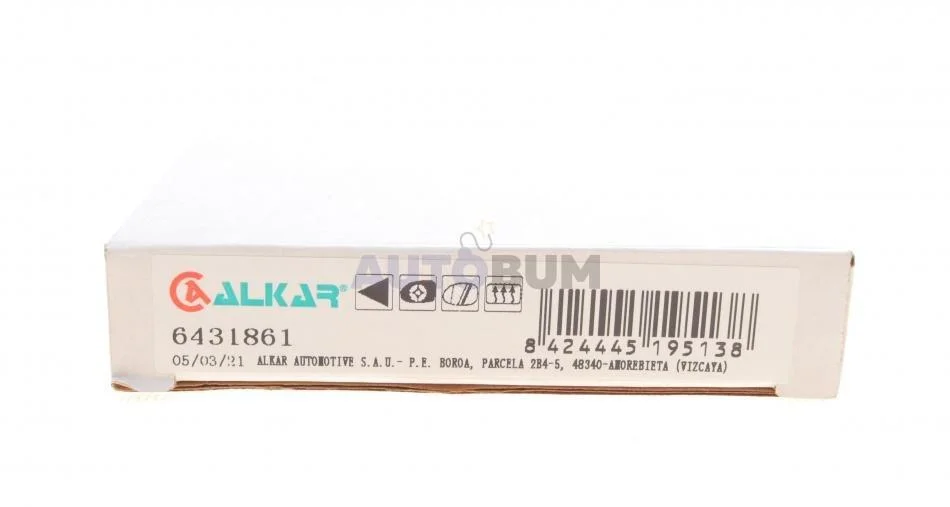 ALKAR®
AUTOBUM
6431861
8 424445 195138
05/03/21 ALKAR AUTOMOTIVE S.A.U.- P.E. BOROA, PARCELA 2B4-5, 48340-AMOREBIETA (VIZCAYA)